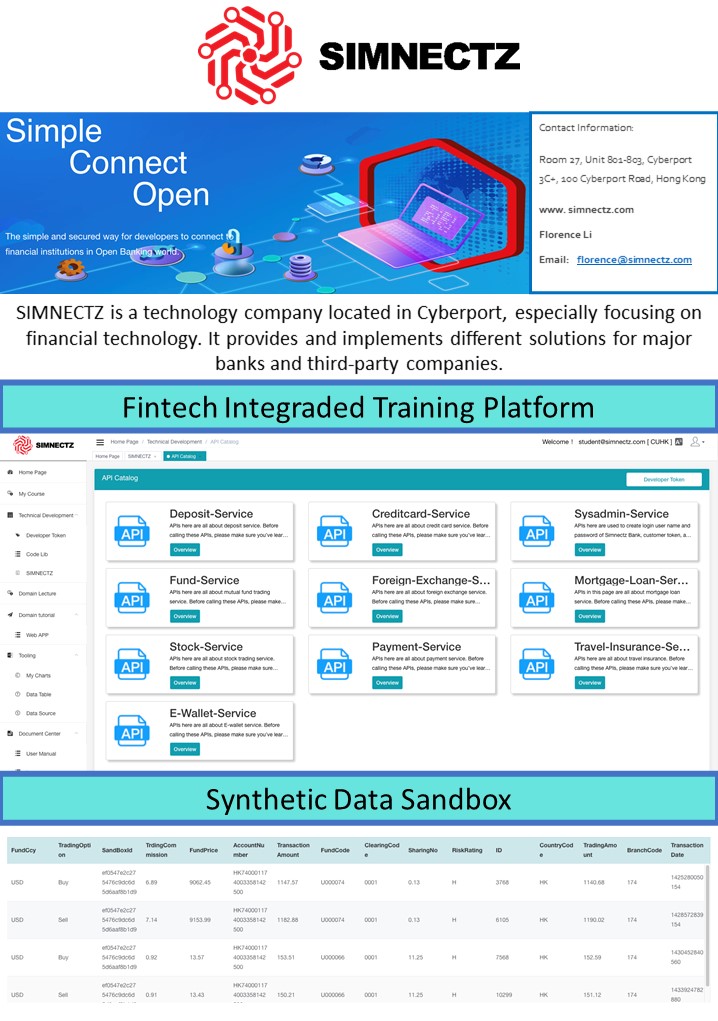 SIMNECTZ
Simple
Connect
Open
The simple and secured way for developers to connect to
financial institutions in Open Banking world.
Contact Information:
Room 27, Unit 801-803, Cyberport
3C+, 100 Cyberport Road, Hong Kong
www. simnectz.com
Florence Li
Email: florence@simnectz.com
SIMNECTZ is a technology company located in Cyberport, especially focusing on
financial technology. It provides and implements different solutions for major
banks and third-party companies.
Fintech Integraded Training Platform
SIMNECTZ
Home Page / Technical Development / API Catalog
Welcome ! student@simnectz.com [ CUHK ]
Home Page SIMNECTZ API Catalog
Home Page
My Course
Technical Development
Developer Token
Code Lib
SIMNECTZ
Domain Lecture
Domain tutorial
Web APP
Tooling
My Charts
Data Table
Data Source
Document Center
User Manual
API Catalog
Developer Token
API
Deposit-Service
APIs here are all about deposit service. Before
calling these APIs, please make sure you've lear...
Overview
API
Creditcard-Service
APIs here are all about credit card service. Before
calling these APIs, please make sure you've lear...
Overview
API
Sysadmin-Service
APIs here are used to create login user name and
password of Simnectz Bank, customer token, a...
Overview
API
Fund-Service
APIs here are all about mutual fund trading
service. Before calling these APIs, please make...
Overview
API
Foreign-Exchange-S...
APIs here are all about foreign exchange service.
Before calling these APIs, please make sure...
Overview
API
Mortgage-Loan-Ser...
APIs in this page are all about mortgage loan
service. Before calling these APIs, please make...
Overview
API
Stock-Service
APIs here are all about stock trading service.
Before calling these APIs, please make sure...
Overview
API
Payment-Service
APIs here are all about payment service. Before
calling these APIs, please make sure you've lear...
Overview
API
Travel-Insurance-Se...
APIs here are all about travel insurance. Before
calling these APIs, please make sure you've lear...
Overview
API
E-Wallet-Service
APIs here are all about E-wallet service. Before
calling these APIs, please make sure you've lear...
Overview
Synthetic Data Sandbox
FundCcy TradingOpti SandBoxId TrdingCom FundPrice AccountNu Transaction FundCode ClearingCod SharingNo RiskRating ID CountryCod TradingAmo BranchCode Transaction
on mmission mber Amount e e unt Date
ef0547e2c27 HK74000117 1425280050
USD Buy 5476c9dc6d 6.89 9062.45 4003358142 1147.57 U000074 0001 0.13 H 3768 HK 1140.68 174 154
5d6aaf8b1d9 500
ef0547e2c27 HK74000117 1428572839
USD Sell 5476c9dc6d 7.14 9153.99 4003358142 1182.88 U000074 0001 0.13 H 6105 HK 1190.02 174 154
5d6aaf8b1d9 500
ef0547e2c27 HK74000117 1430452840
USD Buy 5476c9dc6d 0.92 13.57 4003358142 153.51 U000066 0001 11.25 H 7568 HK 152.59 174 560
5d6aaf8b1d9 500
ef0547e2c27 HK74000117 1433924782
USD Sell 5476c9dc6d 0.91 13.43 4003358142 150.21 U000066 0001 11.25 H 10299 HK 151.12 174 880